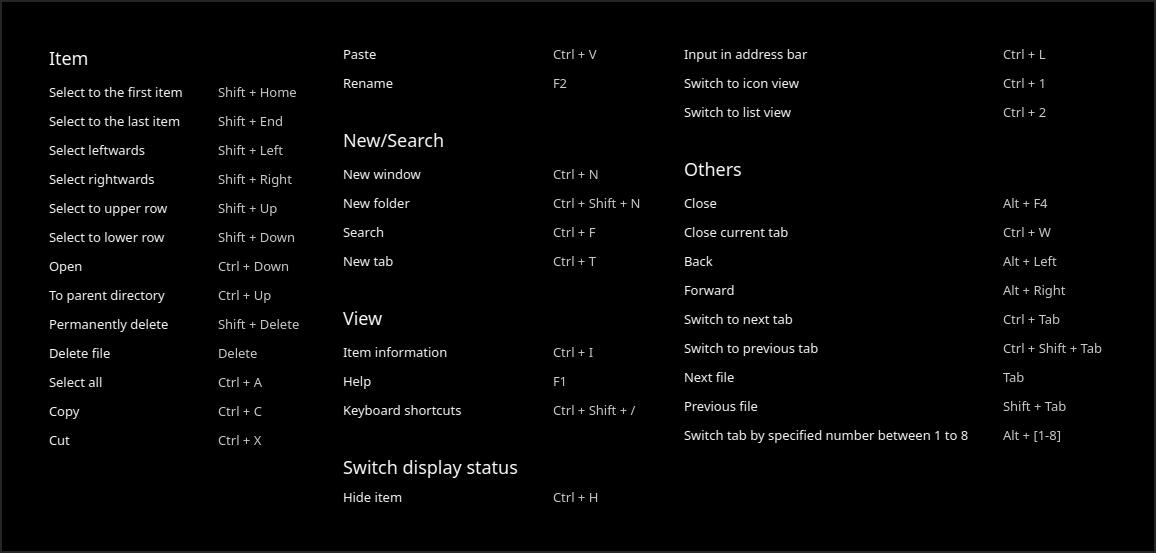 Item
Select to the first item Shift + Home
Select to the last item Shift + End
Select leftwards Shift + Left
Select rightwards Shift + Right
Select to upper row Shift + Up
Select to lower row Shift + Down
Open Ctrl + Down
To parent directory Ctrl + Up
Permanently delete Shift + Delete
Delete file Delete
Select all Ctrl + A
Copy Ctrl + C
Cut Ctrl + X
Paste Ctrl + V
Rename F2
New/Search
New window Ctrl + N
New folder Ctrl + Shift + N
Search Ctrl + F
New tab Ctrl + T
View
Item information Ctrl + I
Help F1
Keyboard shortcuts Ctrl + Shift + /
Switch display status
Hide item Ctrl + H
Input in address bar Ctrl + L
Switch to icon view Ctrl + 1
Switch to list view Ctrl + 2
Others
Close Alt + F4
Close current tab Ctrl + W
Back Alt + Left
Forward Alt + Right
Switch to next tab Ctrl + Tab
Switch to previous tab Ctrl + Shift + Tab
Next file Tab
Previous file Shift + Tab
Switch tab by specified number between 1 to 8 Alt + [1-8]